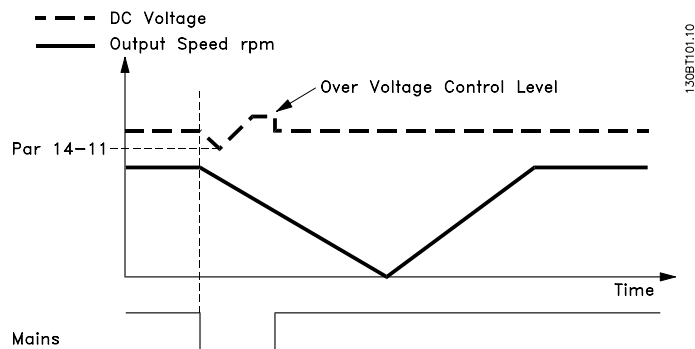 DC Voltage
Output Speed rpm
Over Voltage Control Level
Par 14-11
Time
Mains
130BT101.10